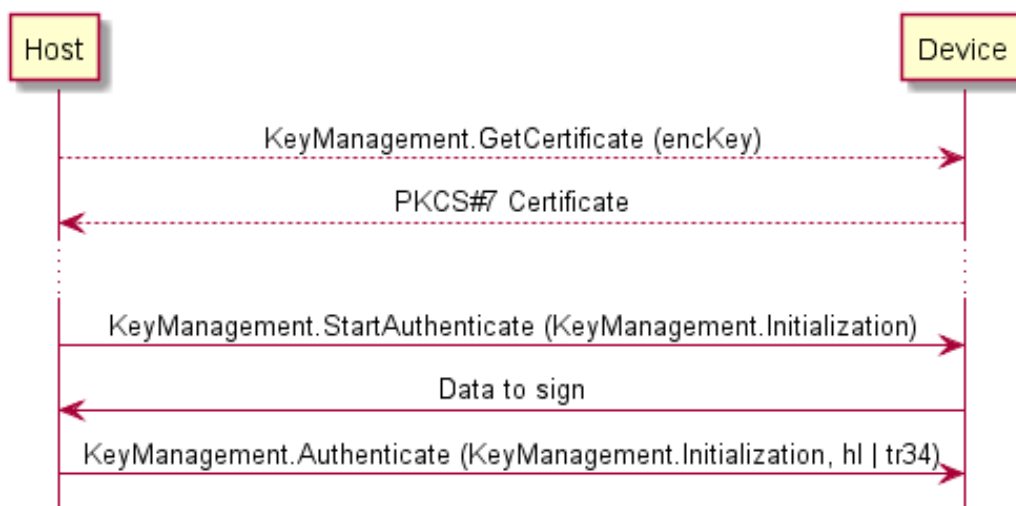 Host
Device
KeyManagement.GetCertificate (encKey)
PKCS#7 Certificate
KeyManagement.StartAuthenticate (KeyManagement.Initialization)
Data to sign
KeyManagement.Authenticate (KeyManagement.Initialization, hl | tr34)